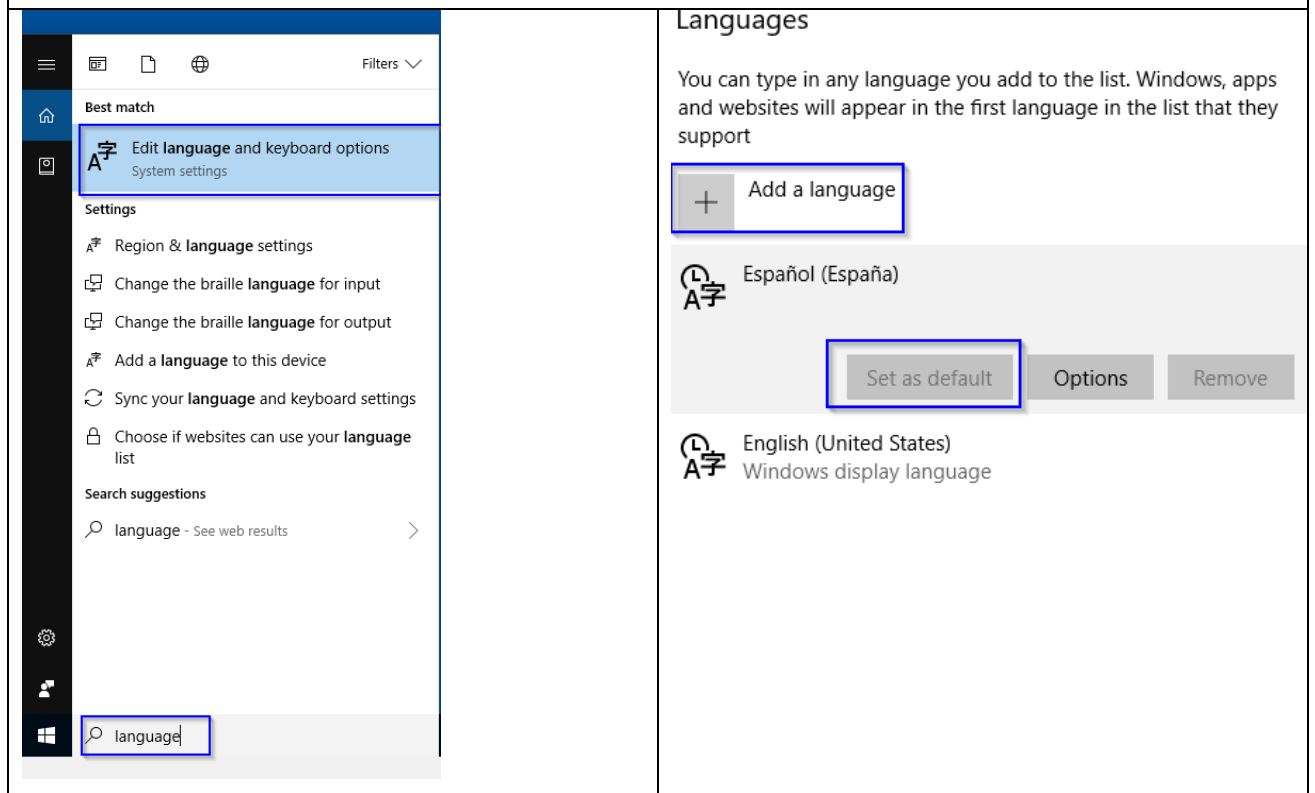 Filters
Best match
Edit language and keyboard options
System settings
Settings
Region & language settings
Change the braille language for input
Change the braille language for output
Add a language to this device
Sync your language and keyboard settings
Choose if websites can use your language
list
Search suggestions
language - See web results
language
Languages
You can type in any language you add to the list. Windows, apps
and websites will appear in the first language in the list that they
support
Add a language
Español (España)
Set as default Options Remove
English (United States)
Windows display language